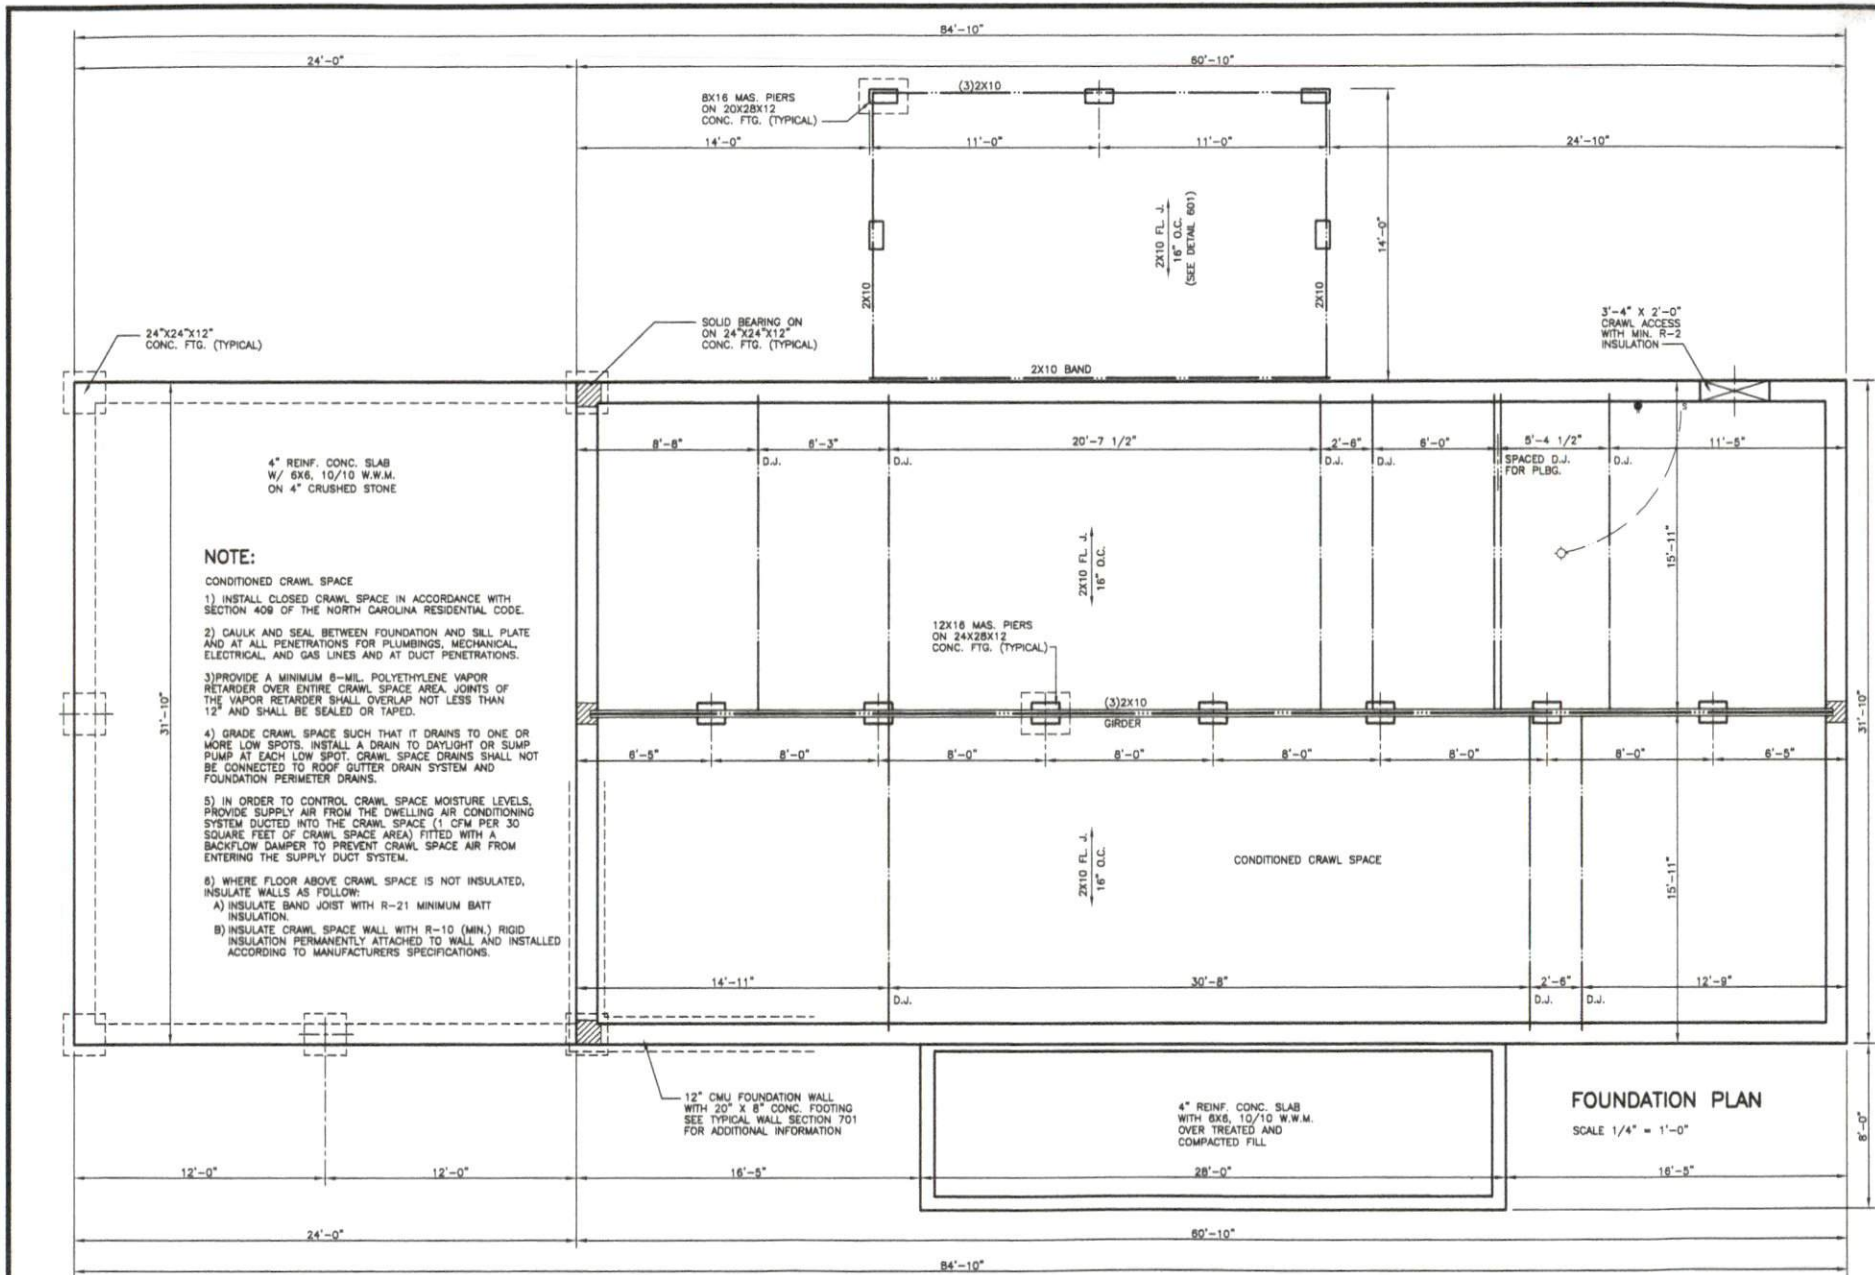 84'-10"
24'-0"
60'-10"
8X16 MAS. PIERS
ON 20X28X12
CONC. FTG. (TYPICAL)
(3)2X10
14'-0"
11'-0"
11'-0"
24'-10"
2X10 FL. J.
16" O.C.
(SEE DETAIL 601)
14'-0"
2X10
2X10
24"X24"X12"
CONC. FTG. (TYPICAL)
SOLID BEARING ON
ON 24"X24"X12"
CONC. FTG. (TYPICAL)
3'-4" X 2'-0"
CRAWL ACCESS
WITH MIN. R-2
INSULATION
2X10 BAND
8'-8"
6'-3"
20'-7 1/2"
2'-6"
6'-0"
5'-4 1/2"
11'-5"
D.J.
D.J.
D.J.
D.J.
SPACED D.J.
FOR PLBG.
D.J.
S
4" REINF. CONC. SLAB
W/ 6X6, 10/10 W.W.M.
ON 4" CRUSHED STONE
NOTE:
CONDITIONED CRAWL SPACE
1) INSTALL CLOSED CRAWL SPACE IN ACCORDANCE WITH
SECTION 409 OF THE NORTH CAROLINA RESIDENTIAL CODE.
2) CAULK AND SEAL BETWEEN FOUNDATION AND SILL PLATE
AND AT ALL PENETRATIONS FOR PLUMBINGS, MECHANICAL,
ELECTRICAL, AND GAS LINES AND AT DUCT PENETRATIONS.
3)PROVIDE A MINIMUM 6-MIL. POLYETHYLENE VAPOR
RETARDER OVER ENTIRE CRAWL SPACE AREA. JOINTS OF
THE VAPOR RETARDER SHALL OVERLAP NOT LESS THAN
12" AND SHALL BE SEALED OR TAPED.
4) GRADE CRAWL SPACE SUCH THAT IT DRAINS TO ONE OR
MORE LOW SPOTS. INSTALL A DRAIN TO DAYLIGHT OR SUMP
PUMP AT EACH LOW SPOT. CRAWL SPACE DRAINS SHALL NOT
BE CONNECTED TO ROOF GUTTER DRAIN SYSTEM AND
FOUNDATION PERIMETER DRAINS.
5) IN ORDER TO CONTROL CRAWL SPACE MOISTURE LEVELS,
PROVIDE SUPPLY AIR FROM THE DWELLING AIR CONDITIONING
SYSTEM DUCTED INTO THE CRAWL SPACE (1 CFM PER 30
SQUARE FEET OF CRAWL SPACE AREA) FITTED WITH A
BACKFLOW DAMPER TO PREVENT CRAWL SPACE AIR FROM
ENTERING THE SUPPLY DUCT SYSTEM.
6) WHERE FLOOR ABOVE CRAWL SPACE IS NOT INSULATED,
INSULATE WALLS AS FOLLOW:
A) INSULATE BAND JOIST WITH R-21 MINIMUM BATT
INSULATION.
B) INSULATE CRAWL SPACE WALL WITH R-10 (MIN.) RIGID
INSULATION PERMANENTLY ATTACHED TO WALL AND INSTALLED
ACCORDING TO MANUFACTURERS SPECIFICATIONS.
31'-10"
2X10 FL. J.
16" O.C.
15'-11"
12X16 MAS. PIERS
ON 24X28X12
CONC. FTG. (TYPICAL)
(3)2X10
GIRDER
31'-10"
6'-5"
8'-0"
8'-0"
8'-0"
8'-0"
8'-0"
8'-0"
6'-5"
2X10 FL. J.
16" O.C.
CONDITIONED CRAWL SPACE
15'-11"
14'-11"
30'-8"
2'-6"
12'-9"
D.J.
D.J.
D.J.
12" CMU FOUNDATION WALL
WITH 20" X 8" CONC. FOOTING
SEE TYPICAL WALL SECTION 701
FOR ADDITIONAL INFORMATION
4" REINF. CONC. SLAB
WITH 6X6, 10/10 W.W.M.
OVER TREATED AND
COMPACTED FILL
FOUNDATION PLAN
SCALE 1/4" = 1'-0"
8'-0"
12'-0"
12'-0"
16'-5"
28'-0"
16'-5"
24'-0"
60'-10"
84'-10"